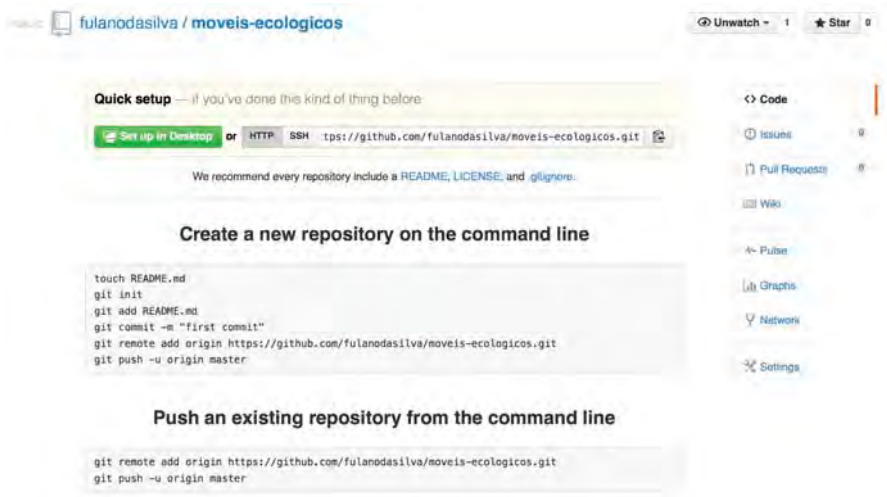 PUBLIC fulanodasilva / moveis-ecologicos
Unwatch 1 Star 0
Quick setup — if you've done this kind of thing before
Set up in Desktop or HTTP SSH tps://github.com/fulanodasilva/moveis-ecologicos.git
We recommend every repository include a README, LICENSE, and .gitignore.
Create a new repository on the command line
touch README.md
git init
git add README.md
git commit -m "first commit"
git remote add origin https://github.com/fulanodasilva/moveis-ecologicos.git
git push -u origin master
Push an existing repository from the command line
git remote add origin https://github.com/fulanodasilva/moveis-ecologicos.git
git push -u origin master
Code
Issues 0
Pull Requests 0
Wiki
Pulse
Graphs
Network
Settings